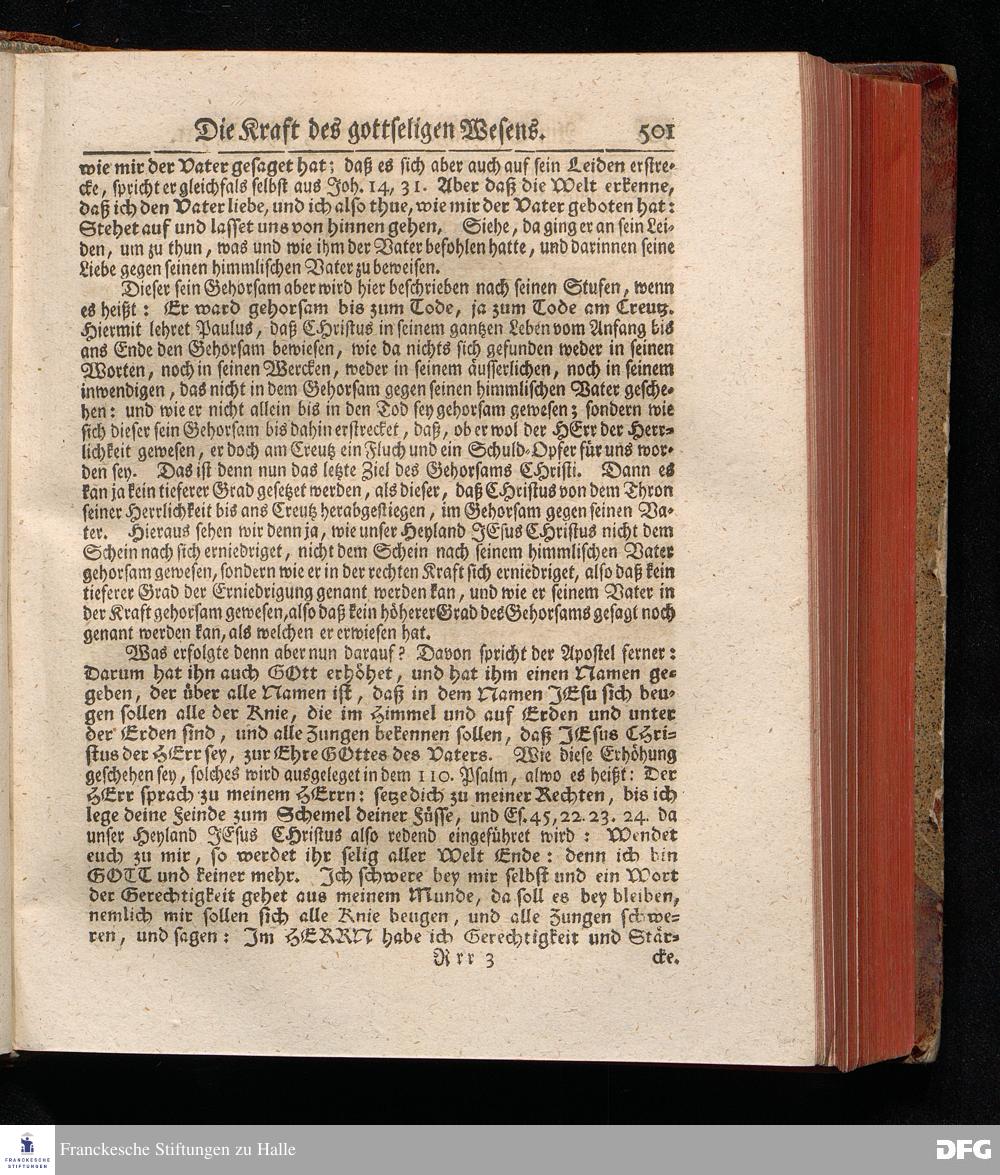 Die Kraft des gottseligen Wesens. 501
wie mir der Vater gesaget hat; daß es sich aber auch auf sein Leiden erstre-
cke, spricht er gleichfals selbst aus Joh. 14, 31. Aber daß die Welt erkenne,
daß ich den Vater liebe, und ich also thue, wie mir der Vater geboten hat:
Stehet auf und lasset uns von hinnen gehen. Siehe, da ging er an sein Lei-
den, um zu thun, was und wie ihm der Vater befohlen hatte, und darinnen seine
Liebe gegen seinen himmlischen Vater zu beweisen.
Dieser sein Gehorsam aber wird hier beschrieben nach seinen Stufen, wenn
es heißt: Er ward gehorsam bis zum Tode, ja zum Tode am Creutz.
Hiermit lehret Paulus, daß CHristus in seinem gantzen Leben vom Anfang bis
ans Ende den Gehorsam bewiesen, wie da nichts sich gefunden weder in seinen
Worten, noch in seinen Wercken, weder in seinem äusserlichen, noch in seinem
inwendigen, das nicht in dem Gehorsam gegen seinen himmlischen Vater gesche-
hen: und wie er nicht allein bis in den Tod sey gehorsam gewesen; sondern wie
sich dieser sein Gehorsam bis dahin erstrecket, daß, ob er wol der HErr der Herr-
lichkeit gewesen, er doch am Creutz ein Fluch und ein Schuld-Opfer für uns wor-
den sey. Das ist denn nun das letzte Ziel des Gehorsams CHristi. Dann es
kan ja kein tieferer Grad gesetzet werden, als dieser, daß CHristus von dem Thron
seiner Herrlichkeit bis ans Creutz herabgestiegen, im Gehorsam gegen seinen Va-
ter. Hieraus sehen wir denn ja, wie unser Heyland JEsus CHristus nicht dem
Schein nach sich erniedriget, nicht dem Schein nach seinem himmlischen Vater
gehorsam gewesen, sondern wie er in der rechten Kraft sich erniedriget, also daß kein
tieferer Grad der Erniedrigung genant werden kan, und wie er seinem Vater in
der Kraft gehorsam gewesen, also daß kein höherer Grad des Gehorsams gesagt noch
genant werden kan, als welchen er erwiesen hat.
Was erfolgte denn aber nun darauf? Davon spricht der Apostel ferner:
Darum hat ihn auch GOtt erhöhet, und hat ihm einen Namen ge-
geben, der über alle Namen ist, daß in dem Namen JEsu sich beu-
gen sollen alle der Knie, die im Himmel und auf Erden und unter
der Erden sind, und alle Zungen bekennen sollen, daß JEsus CHri-
stus der HErr sey, zur Ehre GOttes des Vaters. Wie diese Erhöhung
geschehen sey, solches wird ausgeleget in dem 110. Psalm, alwo es heißt: Der
HErr sprach zu meinem HErrn: setze dich zu meiner Rechten, bis ich
lege deine Feinde zum Schemel deiner Füsse, und Es. 45, 22. 23. 24. da
unser Heyland JEsus CHristus also redend eingeführet wird: Wendet
euch zu mir, so werdet ihr selig aller Welt Ende: denn ich bin
GOTT und keiner mehr. Ich schwere bey mir selbst und ein Wort
der Gerechtigkeit gehet aus meinem Munde, da soll es bey bleiben,
nemlich mir sollen sich alle Knie beugen, und alle Zungen schwe-
ren, und sagen: Im HERRN habe ich Gerechtigkeit und Stär-
Rrr 3 cke.
FRANCKESCHE
STIFTUNGEN
Franckesche Stiftungen zu Halle
DFG